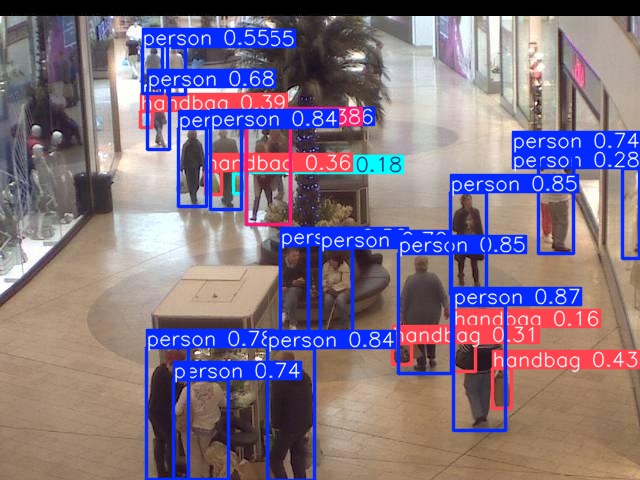 person 0.5555
person 0.68
handbag 0.39
person 0.84
386
handbag 0.36
0.18
person 0.74
person 0.28
person 0.85
person
person 0.85
person 0.87
handbag 0.16
handbag 0.31
handbag 0.43
person 0.78
person 0.84
person 0.74